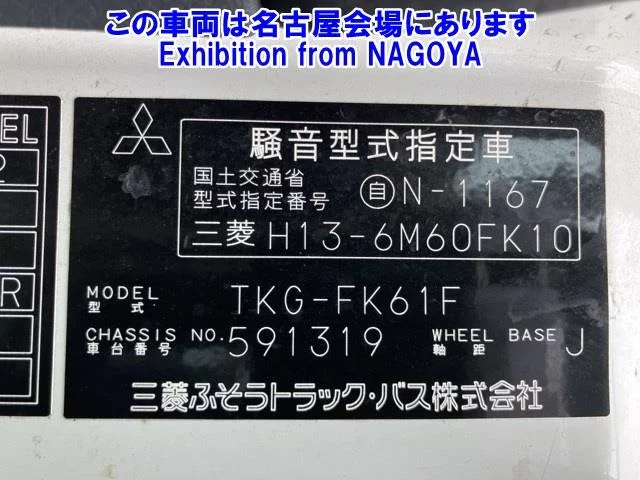 この車両は名古屋会場にあります
Exhibition from NAGOYA
EL
2
R
騒音型式指定車
国土交通省
型式指定番号 自N-1167
三菱 H13-6M60FK10
MODEL
型式 TKG-FK61F
CHASSIS NO.
車台番号 591319
WHEEL BASE
軸距 J
三菱ふそうトラック・バス株式会社